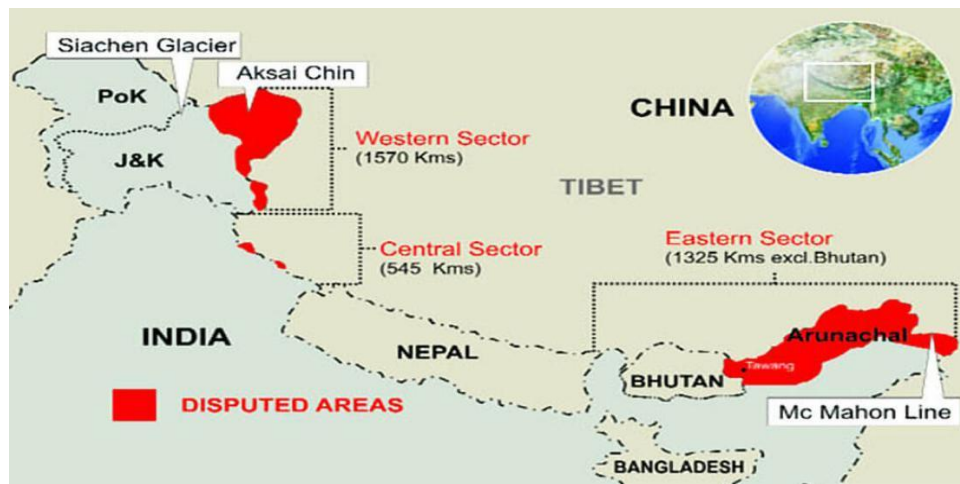 Siachen Glacier
Aksai Chin
PoK
CHINA
Western Sector
(1570 Kms)
J&K
TIBET
Central Sector
(545 Kms)
Eastern Sector
(1325 Kms excl.Bhutan)
INDIA
NEPAL
Arunachal
Tawang
BHUTAN
DISPUTED AREAS
Mc Mahon Line
BANGLADESH